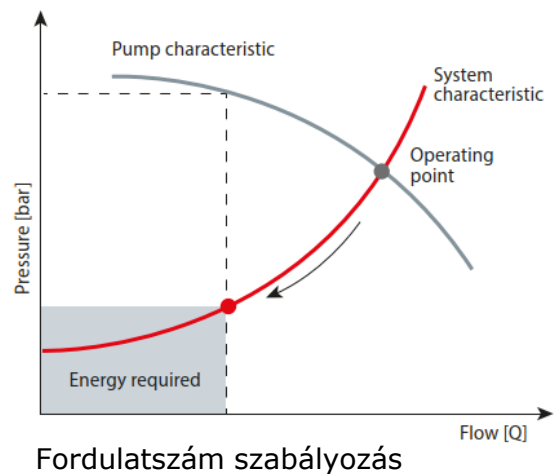 Pump characteristic
System
characteristic
Operating
point
Pressure [bar]
Energy required
Flow [Q]
Fordulatszám szabályozás